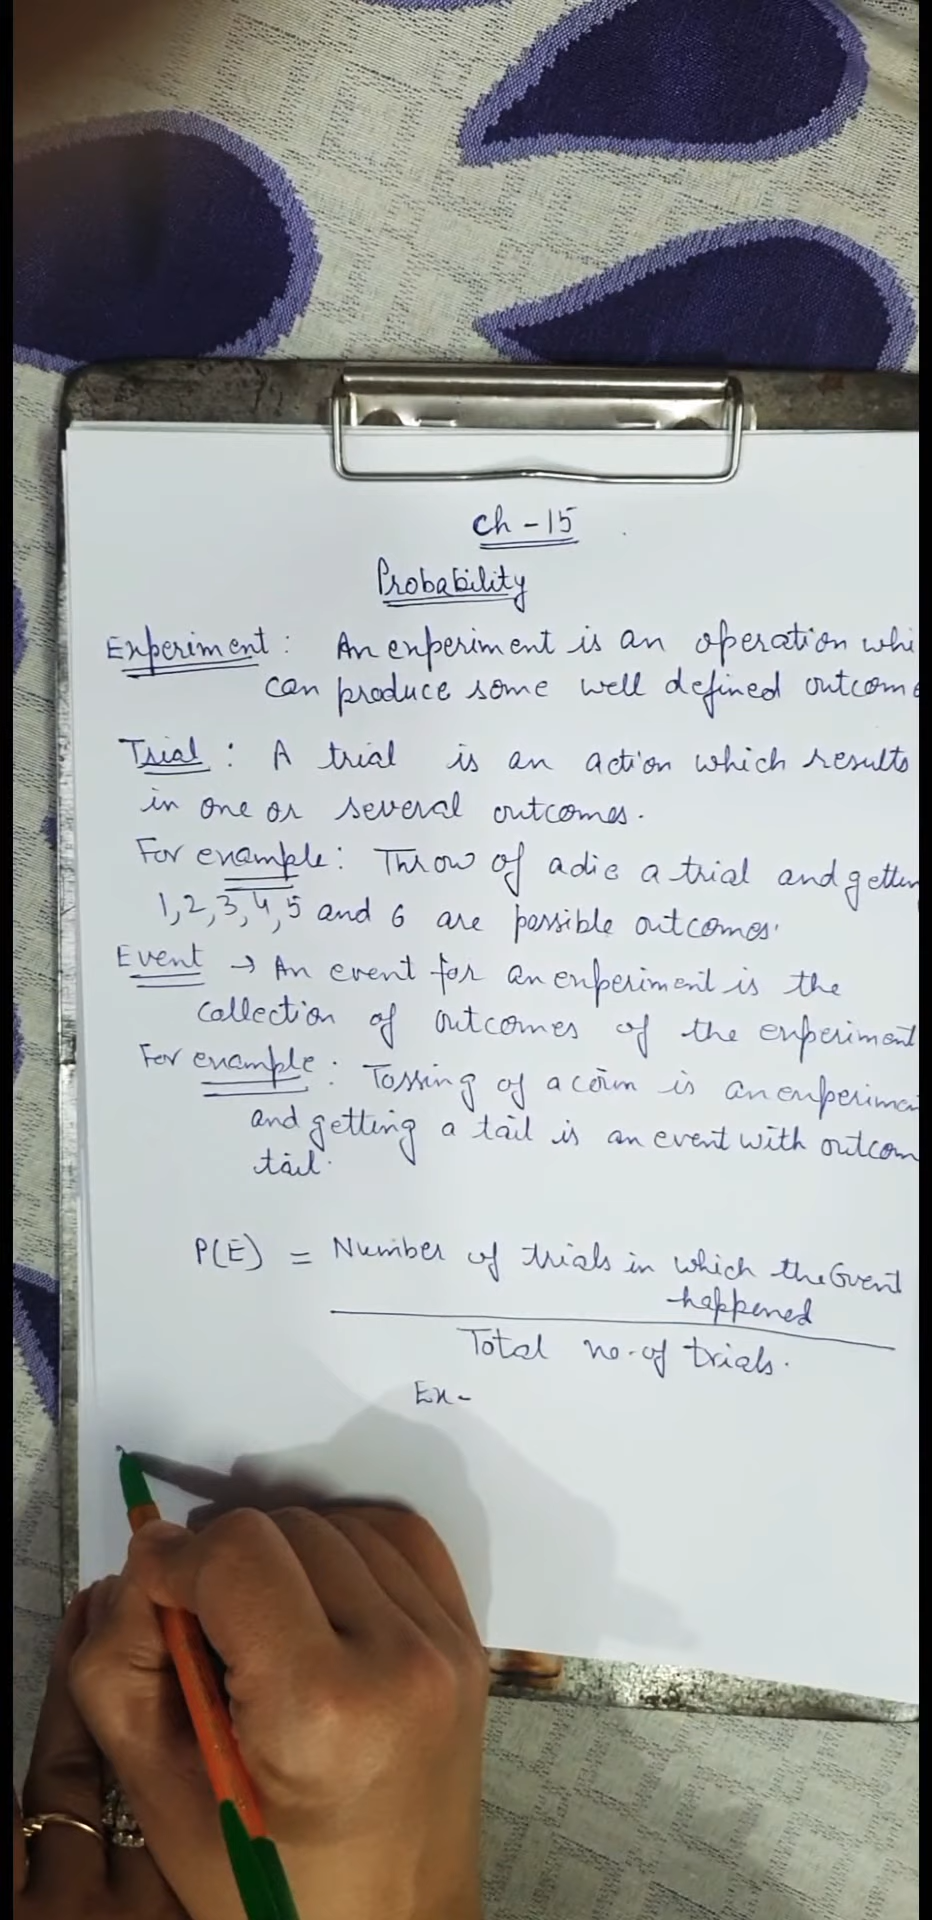 Ch - 15
Probability
Experiment : An experiment is an operation whi
can produce some well defined outcome
Trial : A trial is an action which results
in one or several outcomes.
For example : Throw of a die a trial and gettin
1, 2, 3, 4, 5 and 6 are possible outcomes.
Event → An event for an experiment is the
collection of outcomes of the experiment
For example : Tossing of a coin is an experimen
and getting a tail is an event with outcom
tail.
P(E) = Number of trials in which the Event
happened
Total no. of trials.
Ex -